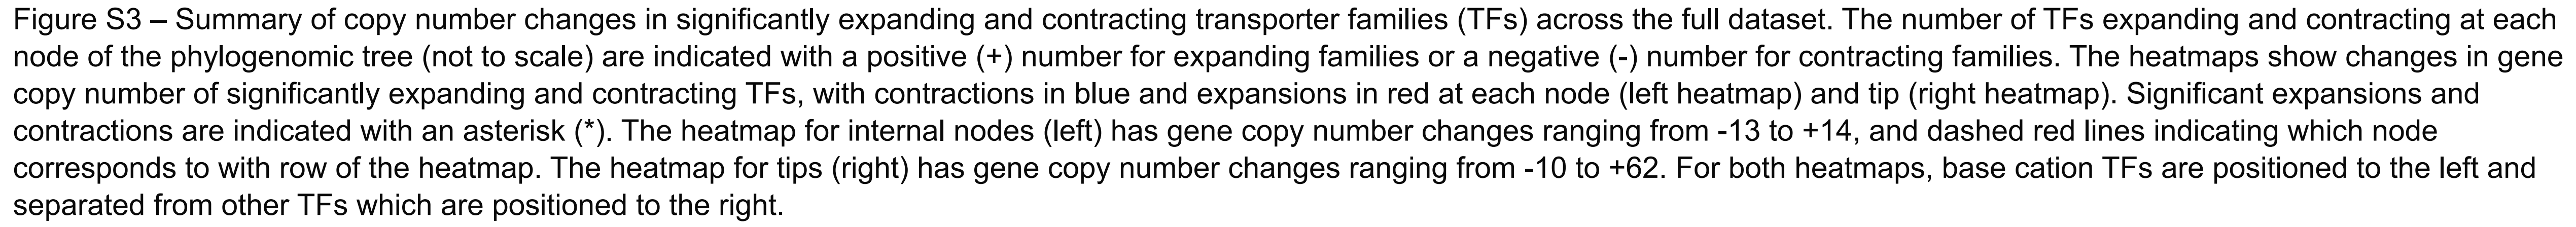 Figure S3 – Summary of copy number changes in significantly expanding and contracting transporter families (TFs) across the full dataset. The number of TFs expanding and contracting at each
node of the phylogenomic tree (not to scale) are indicated with a positive (+) number for expanding families or a negative (-) number for contracting families. The heatmaps show changes in gene
copy number of significantly expanding and contracting TFs, with contractions in blue and expansions in red at each node (left heatmap) and tip (right heatmap). Significant expansions and
contractions are indicated with an asterisk (*). The heatmap for internal nodes (left) has gene copy number changes ranging from -13 to +14, and dashed red lines indicating which node
corresponds to with row of the heatmap. The heatmap for tips (right) has gene copy number changes ranging from -10 to +62. For both heatmaps, base cation TFs are positioned to the left and
separated from other TFs which are positioned to the right.